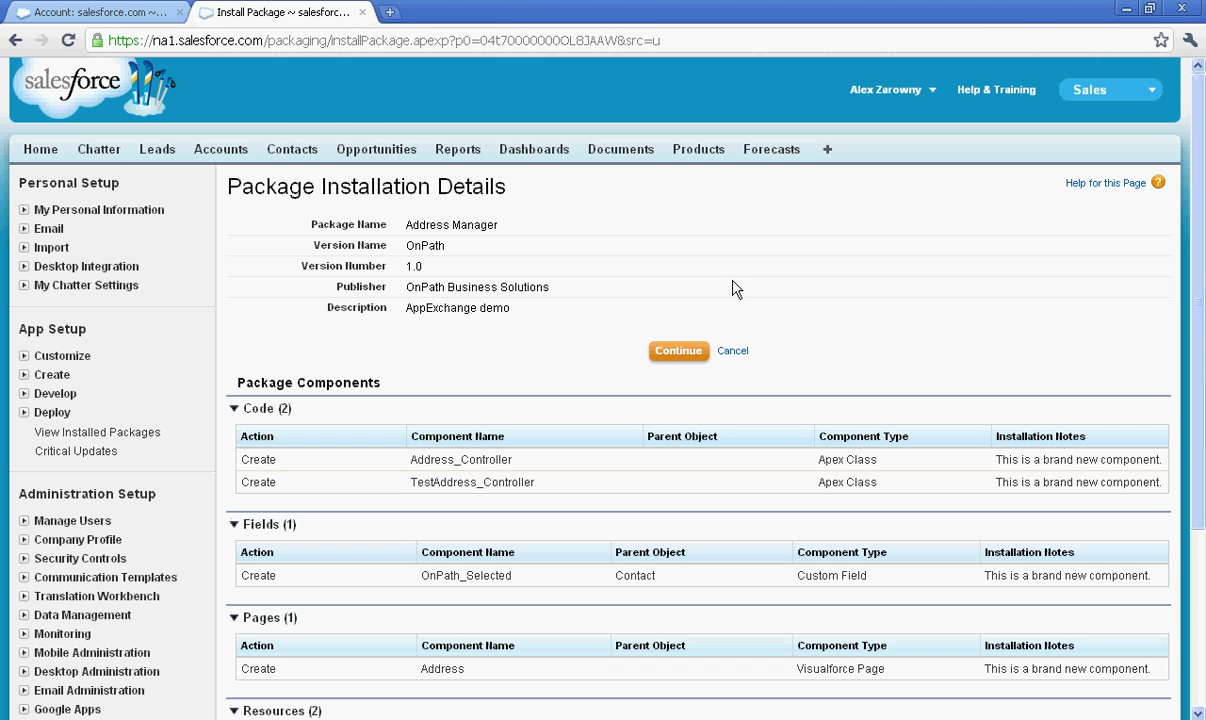 Account: salesforce.com ~...
Install Package ~ salesforc...
https://na1.salesforce.com/packaging/installPackage.apexp?p0=04t70000000OLBJAAW&src=u
salesforce
Alex Zarowny
Help & Training
Sales
Home Chatter Leads Accounts Contacts Opportunities Reports Dashboards Documents Products Forecasts +
Personal Setup
My Personal Information
Email
Import
Desktop Integration
My Chatter Settings
App Setup
Customize
Create
Develop
Deploy
View Installed Packages
Critical Updates
Administration Setup
Manage Users
Company Profile
Security Controls
Communication Templates
Translation Workbench
Data Management
Monitoring
Mobile Administration
Desktop Administration
Email Administration
Google Apps
Package Installation Details
Help for this Page ?
Package Name Address Manager
Version Name OnPath
Version Number 1.0
Publisher OnPath Business Solutions
Description AppExchange demo
Continue Cancel
Package Components
Code (2)
Action Component Name Parent Object Component Type Installation Notes
Create Address_Controller Apex Class This is a brand new component.
Create TestAddress_Controller Apex Class This is a brand new component.
Fields (1)
Action Component Name Parent Object Component Type Installation Notes
Create OnPath_Selected Contact Custom Field This is a brand new component.
Pages (1)
Action Component Name Parent Object Component Type Installation Notes
Create Address Visualforce Page This is a brand new component.
Resources (2)